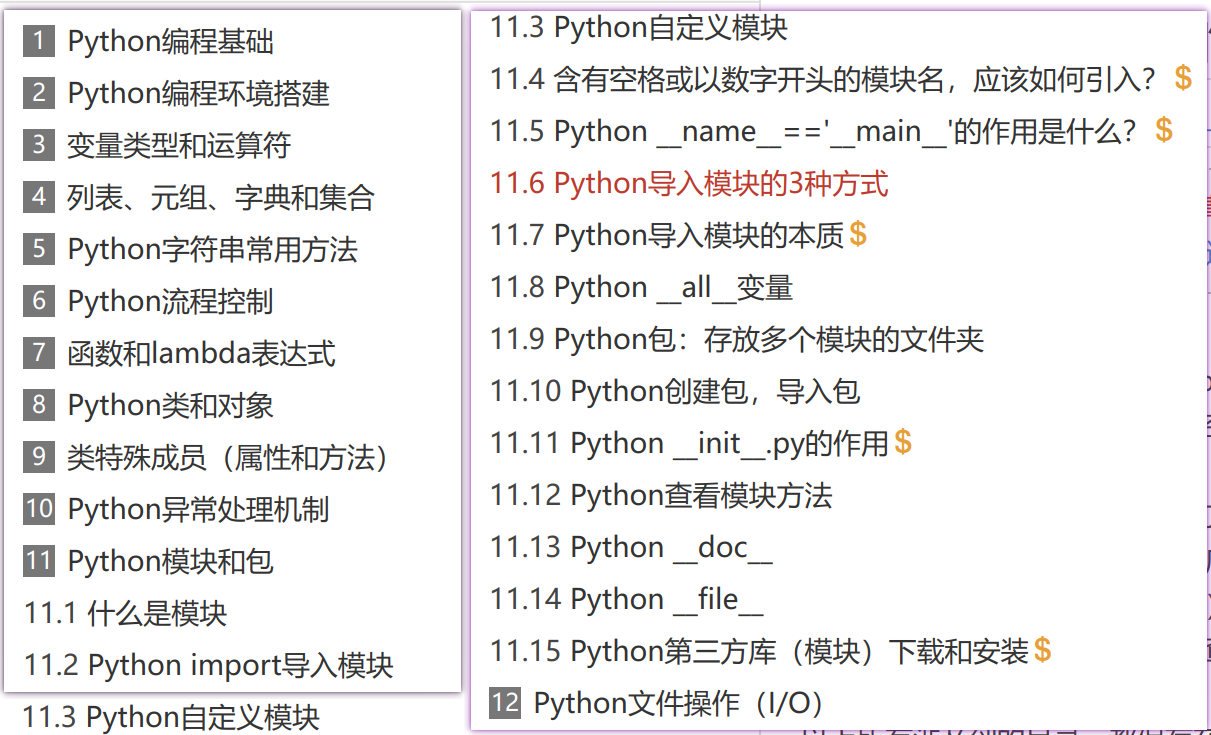 1 Python编程基础
2 Python编程环境搭建
3 变量类型和运算符
4 列表、元组、字典和集合
5 Python字符串常用方法
6 Python流程控制
7 函数和lambda表达式
8 Python类和对象
9 类特殊成员（属性和方法）
10 Python异常处理机制
11 Python模块和包
11.1 什么是模块
11.2 Python import导入模块
11.3 Python自定义模块
11.3 Python自定义模块
11.4 含有空格或以数字开头的模块名，应该如何引入？ $
11.5 Python __name__=='__main__'的作用是什么？ $
11.6 Python导入模块的3种方式
11.7 Python导入模块的本质 $
11.8 Python __all__变量
11.9 Python包：存放多个模块的文件夹
11.10 Python创建包，导入包
11.11 Python __init__.py的作用 $
11.12 Python查看模块方法
11.13 Python __doc__
11.14 Python __file__
11.15 Python第三方库（模块）下载和安装 $
12 Python文件操作（I/O）